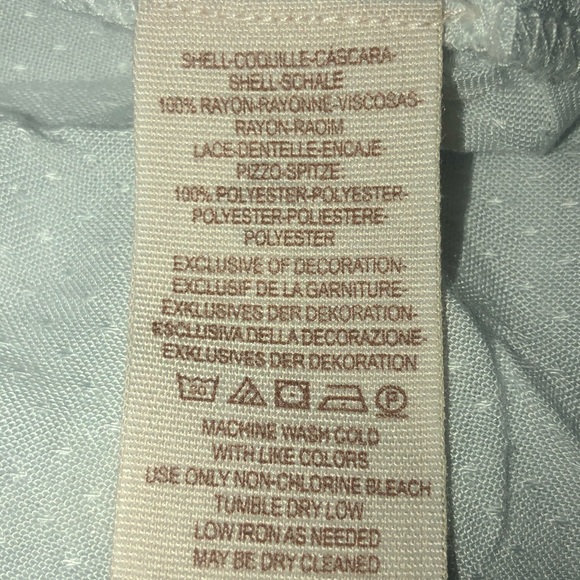 SHELL-COQUILLE-CASCARA-
SHELL-SCHALE
100% RAYON-RAYONNE-VISCOSAS-
RAYON-RAOIM
LACE-DENTELLE-ENCAJE-
PIZZO-SPITZE
100% POLYESTER-POLYESTER-
POLYESTER-POLIESTERE-
POLYESTER
EXCLUSIVE OF DECORATION-
EXCLUSIF DE LA GARNITURE-
EXKLUSIVES DER DEKORATION-
ESCLUSIVA DELLA DECORAZIONE-
EXKLUSIVES DER DEKORATION
P
MACHINE WASH COLD
WITH LIKE COLORS
USE ONLY NON-CHLORINE BLEACH
TUMBLE DRY LOW
LOW IRON AS NEEDED
MAY BE DRY CLEANED